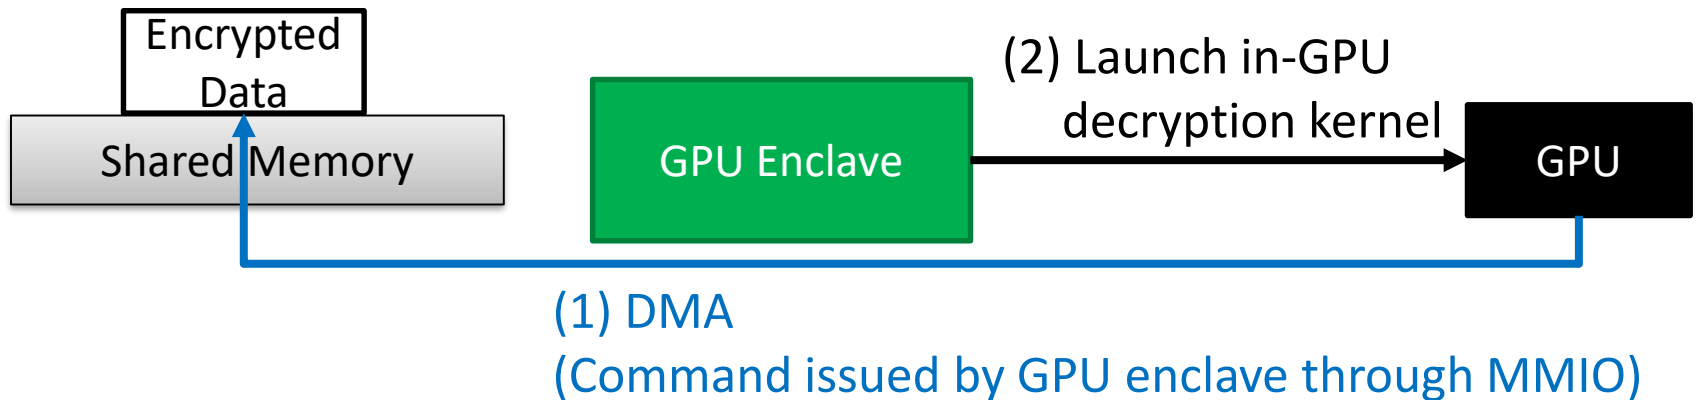 Encrypted
Data
Shared Memory
GPU Enclave
(2) Launch in-GPU
decryption kernel
GPU
(1) DMA
(Command issued by GPU enclave through MMIO)